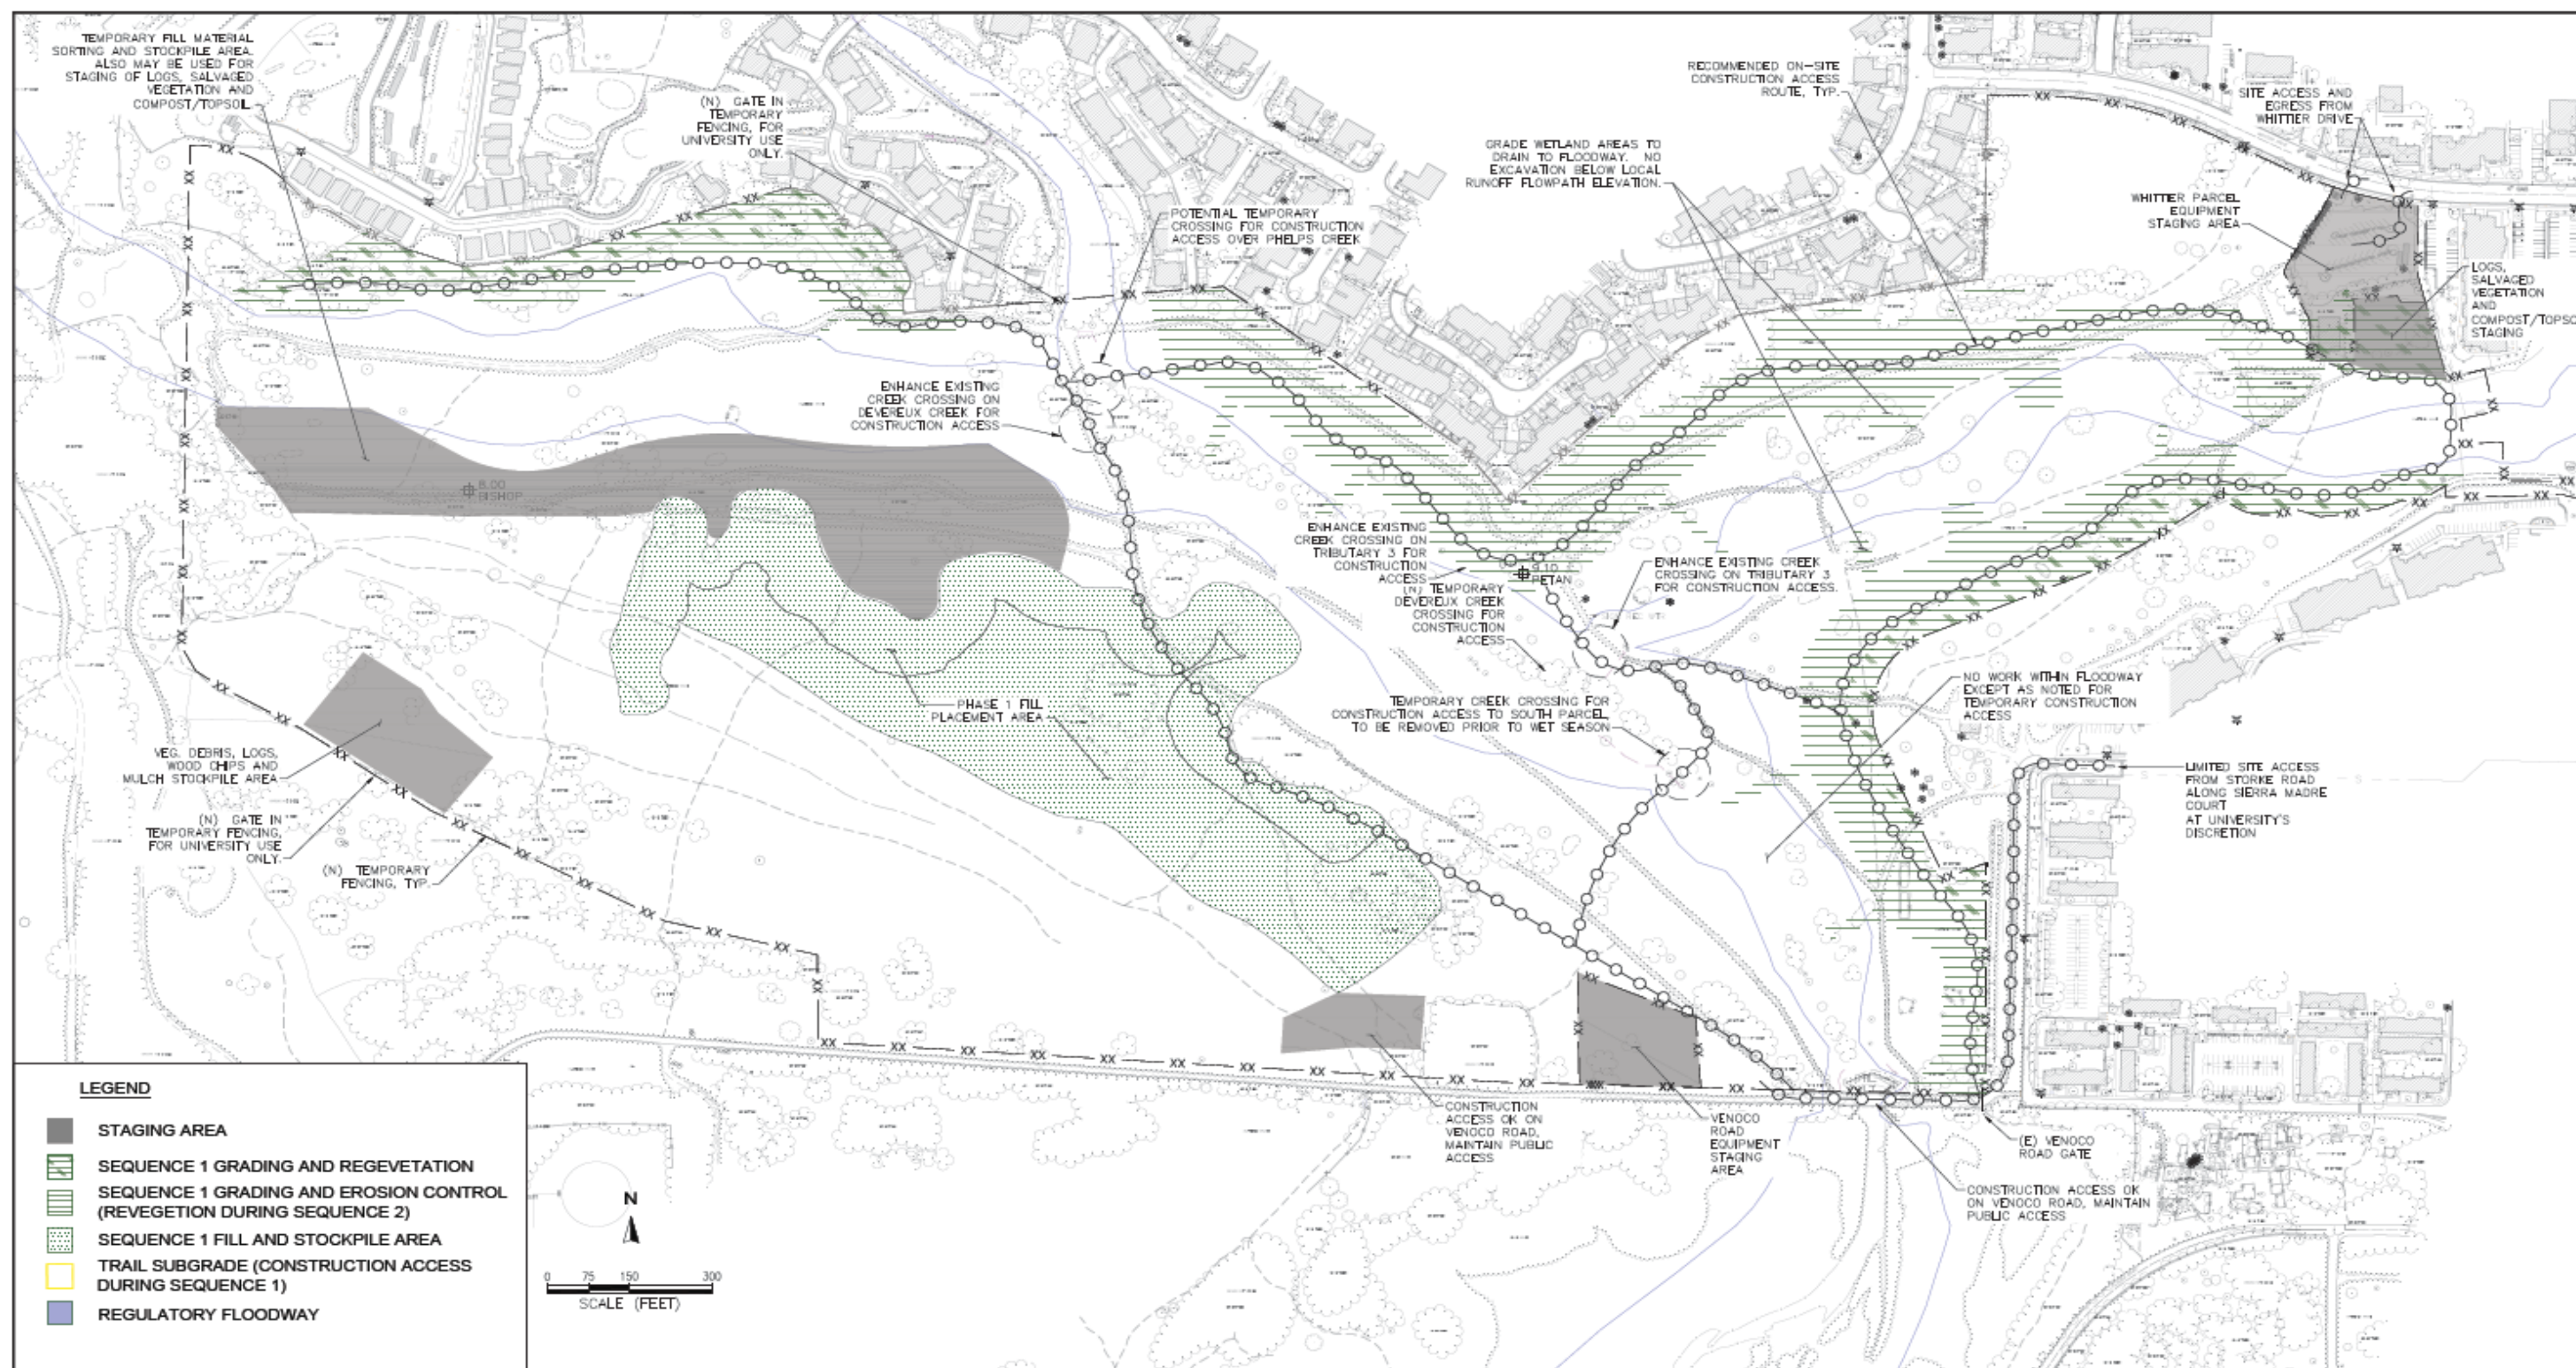 TEMPORARY FILL MATERIAL
SORTING AND STOCKPILE AREA.
ALSO MAY BE USED FOR
STAGING OF LOGS, SALVAGED
VEGETATION AND
COMPOST/TOPSOIL
(N) GATE IN
TEMPORARY
FENCING, FOR
UNIVERSITY USE
ONLY.
POTENTIAL TEMPORARY
CROSSING FOR CONSTRUCTION
ACCESS OVER PHELPS CREEK
GRADE WETLAND AREAS TO
DRAIN TO FLOODWAY. NO
EXCAVATION BELOW LOCAL
RUNOFF FLOWPATH ELEVATION.
RECOMMENDED ON-SITE
CONSTRUCTION ACCESS
ROUTE, TYP.
SITE ACCESS AND
EGRESS FROM
WHITTIER DRIVE
WHITTIER PARCEL
EQUIPMENT
STAGING AREA
LOGS,
SALVAGED
VEGETATION
AND
COMPOST/TOPSO
STAGING
ENHANCE EXISTING
CREEK CROSSING ON
DEVEREUX CREEK FOR
CONSTRUCTION ACCESS
8.00
BISHOP
ENHANCE EXISTING
CREEK CROSSING ON
TRIBUTARY 3 FOR
CONSTRUCTION
ACCESS
9.10
PETAN
(N) TEMPORARY
DEVEREUX CREEK
CROSSING FOR
CONSTRUCTION
ACCESS
ENHANCE EXISTING CREEK
CROSSING ON TRIBUTARY 3
FOR CONSTRUCTION ACCESS.
NO WORK WITHIN FLOODWAY
EXCEPT AS NOTED FOR
TEMPORARY CONSTRUCTION
ACCESS
PHASE 1 FILL
PLACEMENT AREA
TEMPORARY CREEK CROSSING FOR
CONSTRUCTION ACCESS TO SOUTH PARCEL,
TO BE REMOVED PRIOR TO WET SEASON
VEG. DEBRIS, LOGS,
WOOD CHIPS AND
MULCH STOCKPILE AREA
(N) GATE IN
TEMPORARY FENCING,
FOR UNIVERSITY USE
ONLY.
(N) TEMPORARY
FENCING, TYP.
LIMITED SITE ACCESS
FROM STORKE ROAD
ALONG SIERRA MADRE
COURT
AT UNIVERSITY'S
DISCRETION
CONSTRUCTION
ACCESS OK ON
VENOCO ROAD,
MAINTAIN PUBLIC
ACCESS
VENOCO
ROAD
EQUIPMENT
STAGING
AREA
(E) VENOCO
ROAD GATE
CONSTRUCTION ACCESS OK
ON VENOCO ROAD, MAINTAIN
PUBLIC ACCESS
LEGEND
STAGING AREA
SEQUENCE 1 GRADING AND REGEVETATION
SEQUENCE 1 GRADING AND EROSION CONTROL
(REVEGETION DURING SEQUENCE 2)
SEQUENCE 1 FILL AND STOCKPILE AREA
TRAIL SUBGRADE (CONSTRUCTION ACCESS
DURING SEQUENCE 1)
REGULATORY FLOODWAY
N
0 75 150 300
SCALE (FEET)